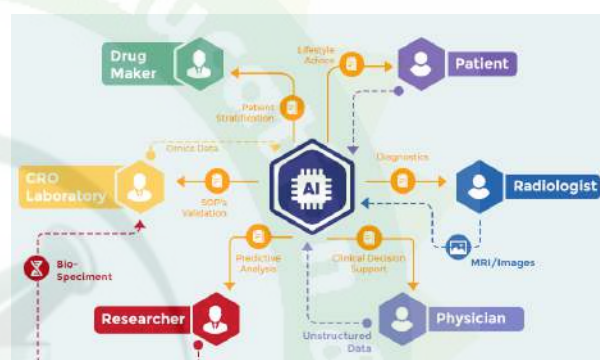 Drug
Maker
Lifestyle
Advice
Patient
Patient
Stratification
Omics Data
Diagnostics
CRO
Laboratory
AI
Radiologist
SOP's
Validation
Bio-
Speciment
Predictive
Analysis
Clinical Decision
Support
MRI/Images
Researcher
Physician
Unstructured
Data